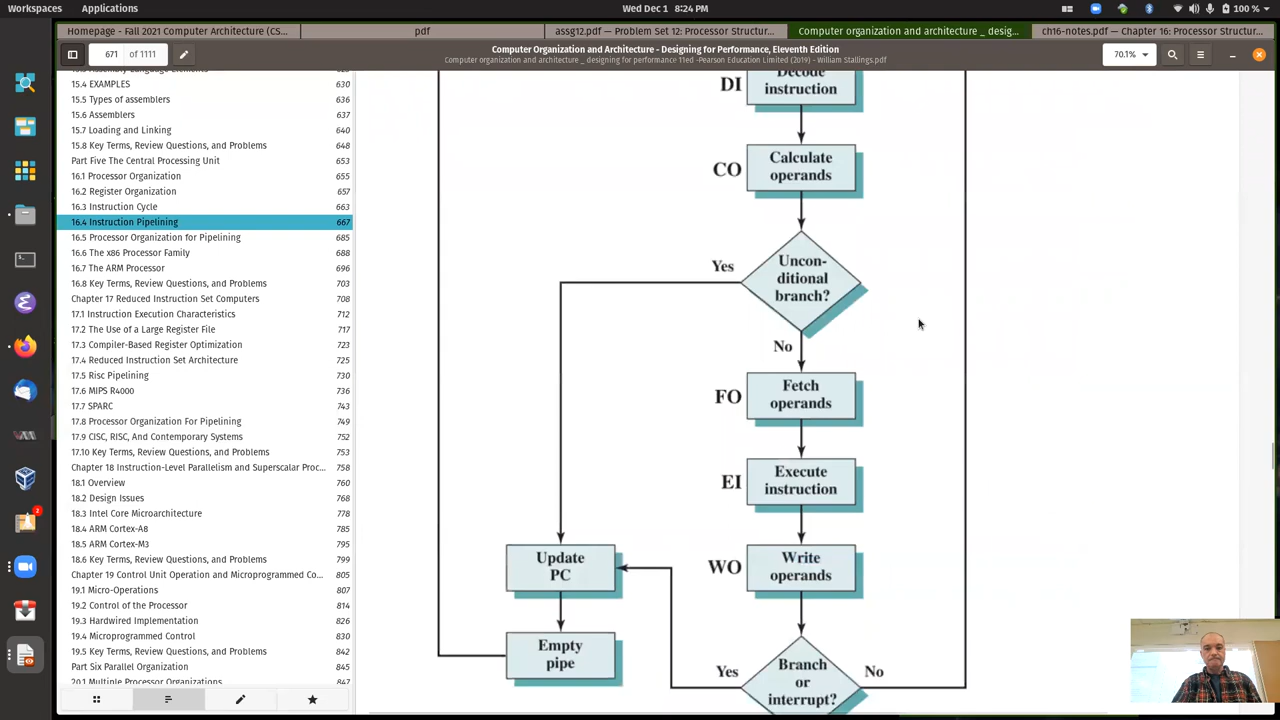 Workspaces Applications Wed Dec 1 8:24 PM 100 %
Homepage - Fall 2021 Computer Architecture (CS... pdf assg12.pdf — Problem Set 12: Processor Structur... Computer organization and architecture _ desig... ch16-notes.pdf — Chapter 16: Processor Structur...
671 of 1111 Computer Organization and Architecture - Designing for Performance, Eleventh Edition 70.1%
'Computer organization and architecture _ designing for performance 11ed -Pearson Education Limited (2019) - William Stallings.pdf
15.4 EXAMPLES 630
15.5 Types of assemblers 636
15.6 Assemblers 637
15.7 Loading and Linking 640
15.8 Key Terms, Review Questions, and Problems 648
Part Five The Central Processing Unit 653
16.1 Processor Organization 655
16.2 Register Organization 657
16.3 Instruction Cycle 663
16.4 Instruction Pipelining 667
16.5 Processor Organization for Pipelining 685
16.6 The x86 Processor Family 688
16.7 The ARM Processor 696
16.8 Key Terms, Review Questions, and Problems 703
Chapter 17 Reduced Instruction Set Computers 708
17.1 Instruction Execution Characteristics 712
17.2 The Use of a Large Register File 717
17.3 Compiler-Based Register Optimization 723
17.4 Reduced Instruction Set Architecture 725
17.5 Risc Pipelining 730
17.6 MIPS R4000 736
17.7 SPARC 743
17.8 Processor Organization For Pipelining 749
17.9 CISC, RISC, And Contemporary Systems 752
17.10 Key Terms, Review Questions, and Problems 753
Chapter 18 Instruction-Level Parallelism and Superscalar Proc... 758
18.1 Overview 760
18.2 Design Issues 768
18.3 Intel Core Microarchitecture 778
18.4 ARM Cortex-A8 785
18.5 ARM Cortex-M3 795
18.6 Key Terms, Review Questions, and Problems 799
Chapter 19 Control Unit Operation and Microprogrammed Co... 805
19.1 Micro-Operations 807
19.2 Control of the Processor 814
19.3 Hardwired Implementation 826
19.4 Microprogrammed Control 830
19.5 Key Terms, Review Questions, and Problems 842
Part Six Parallel Organization 845
20.1 Multiple Processor Organizations 847
2
DI
Decode
instruction
CO
Calculate
operands
Yes
Uncon-
ditional
branch?
No
FO
Fetch
operands
EI
Execute
instruction
WO
Write
operands
Update
PC
Empty
pipe
Yes
Branch
or
interrupt?
No